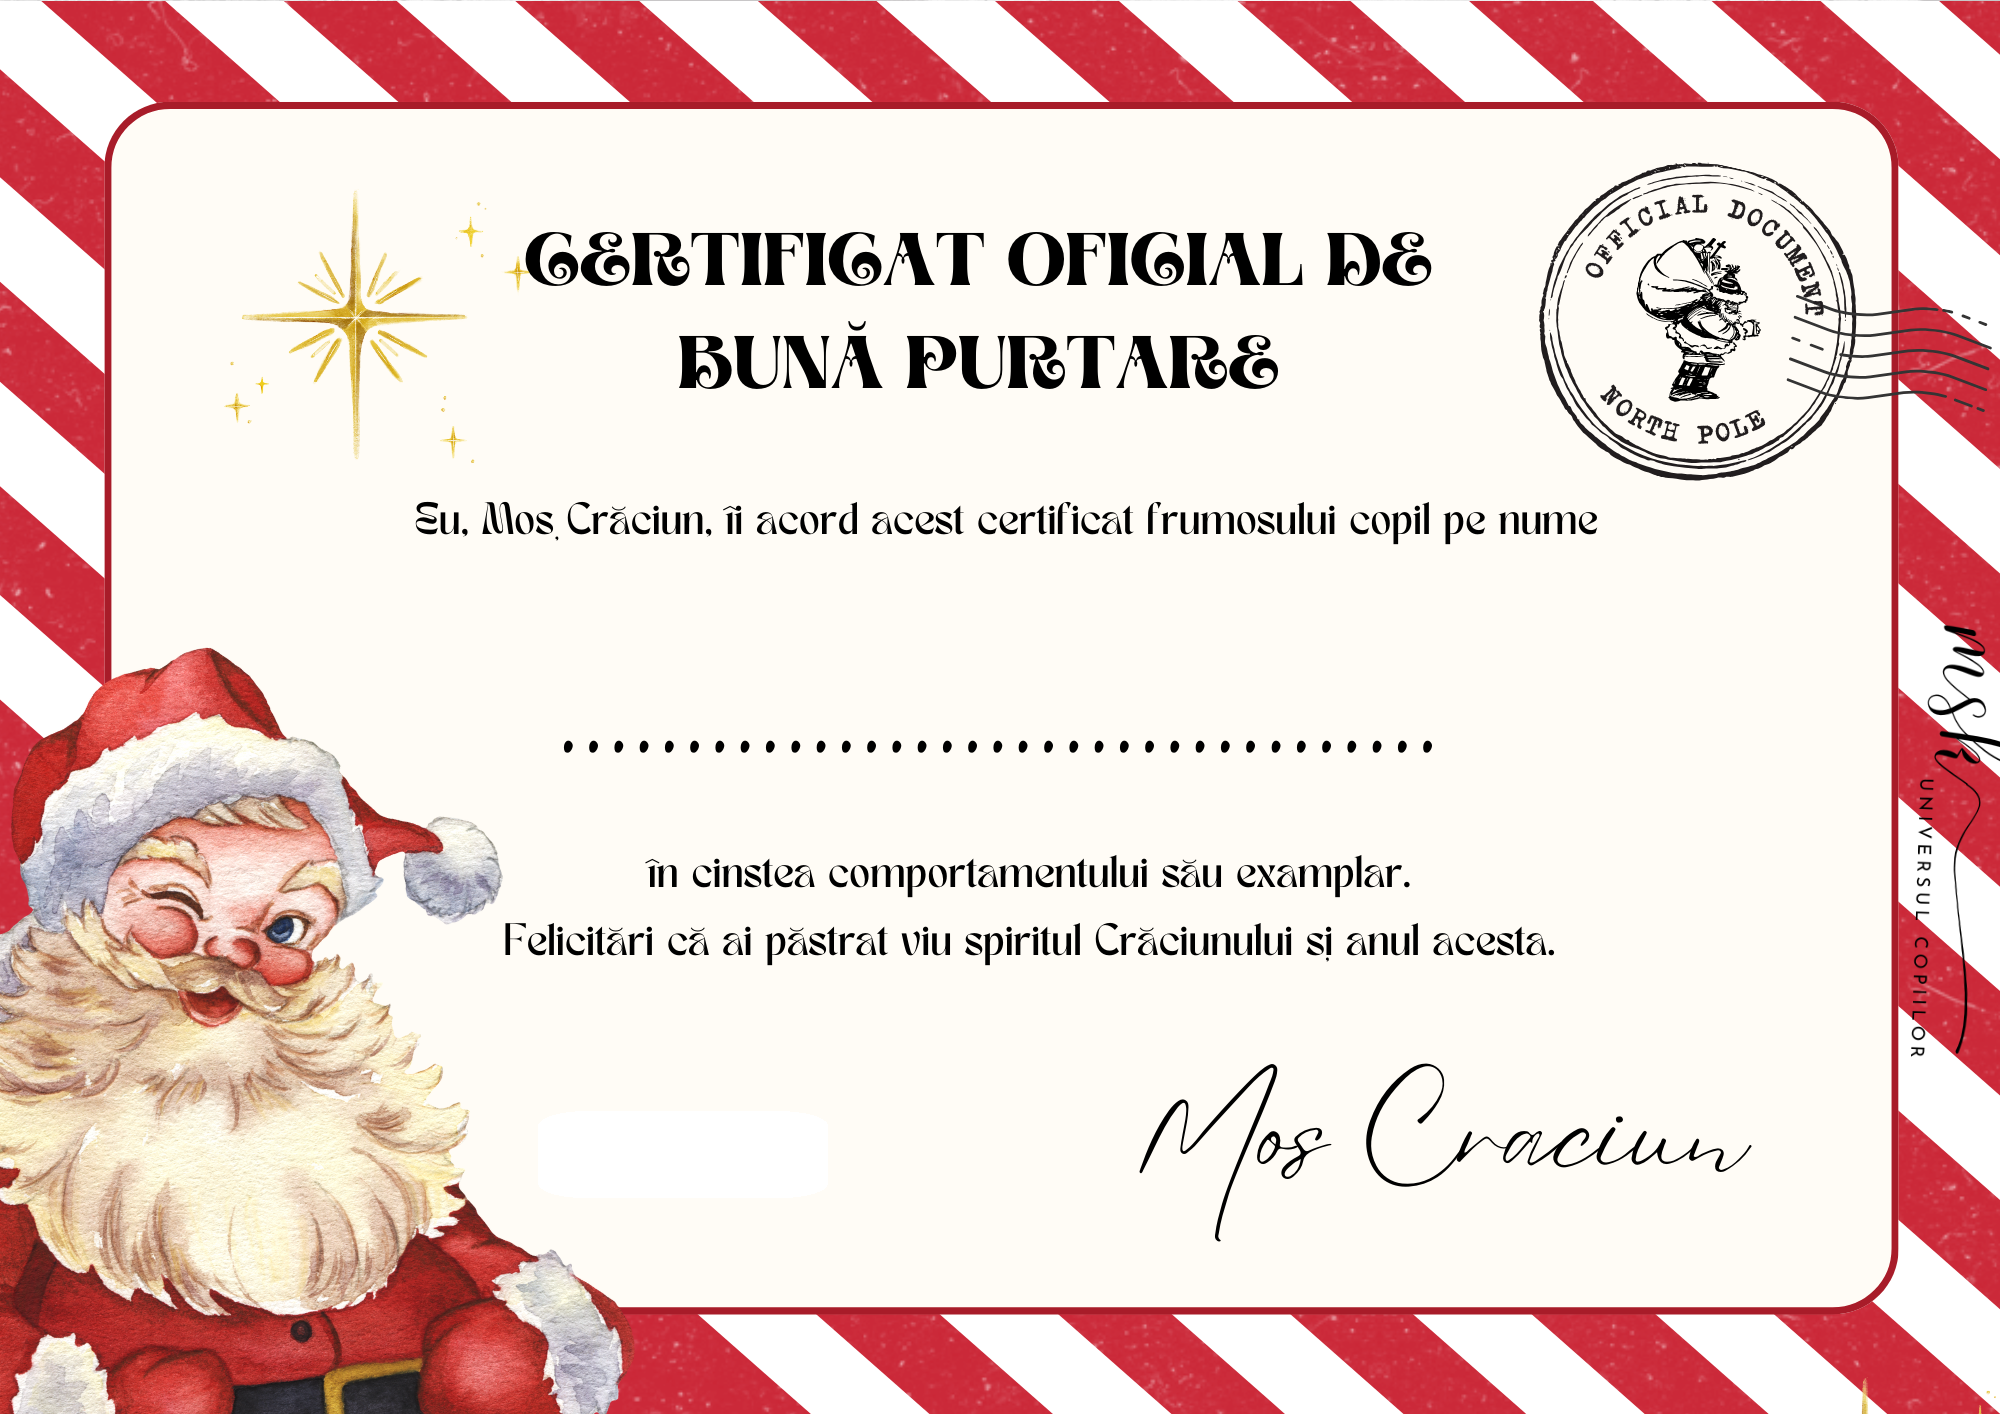 CERTIFICAT OFICIAL DE
BUNĂ PURTARE
OFFICIAL DOCUMENT
NORTH POLE
Eu, Moș Crăciun, îi acord acest certificat frumosului copil pe nume
...................................
în cinstea comportamentului său examplar.
Felicitări că ai păstrat viu spiritul Crăciunului și anul acesta.
Mos Craciun
msk
UNIVERSUL COPIILOR